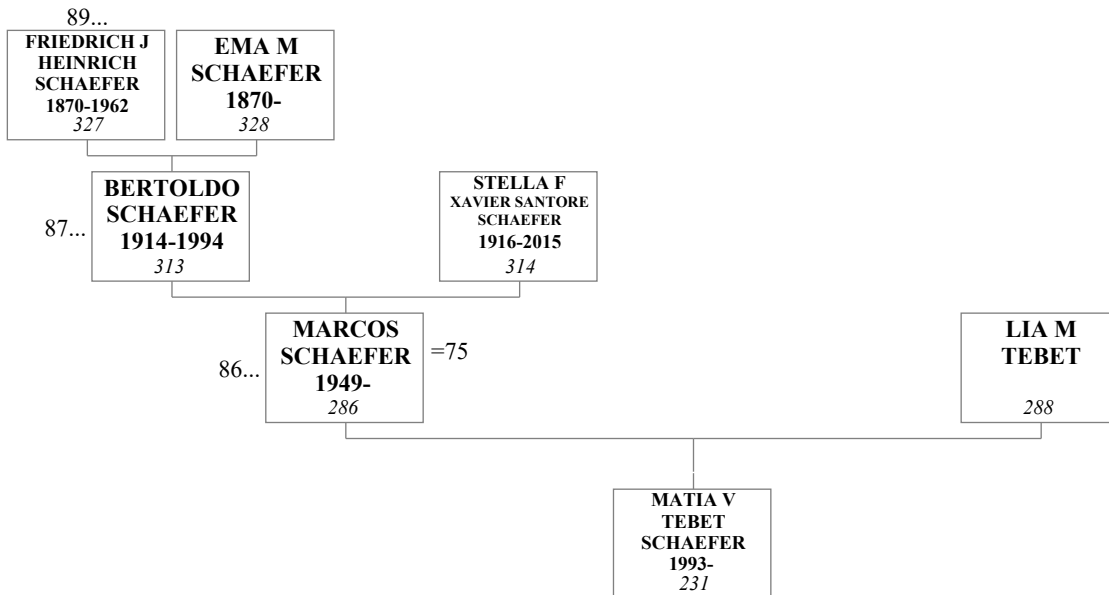 89...
FRIEDRICH J
HEINRICH
SCHAEFER
1870-1962
327
EMA M
SCHAEFER
1870-
328
87...
BERTOLDO
SCHAEFER
1914-1994
313
STELLA F
XAVIER SANTORE
SCHAEFER
1916-2015
314
86...
MARCOS
SCHAEFER
1949-
286
=75
LIA M
TEBET
288
MATIA V
TEBET
SCHAEFER
1993-
231